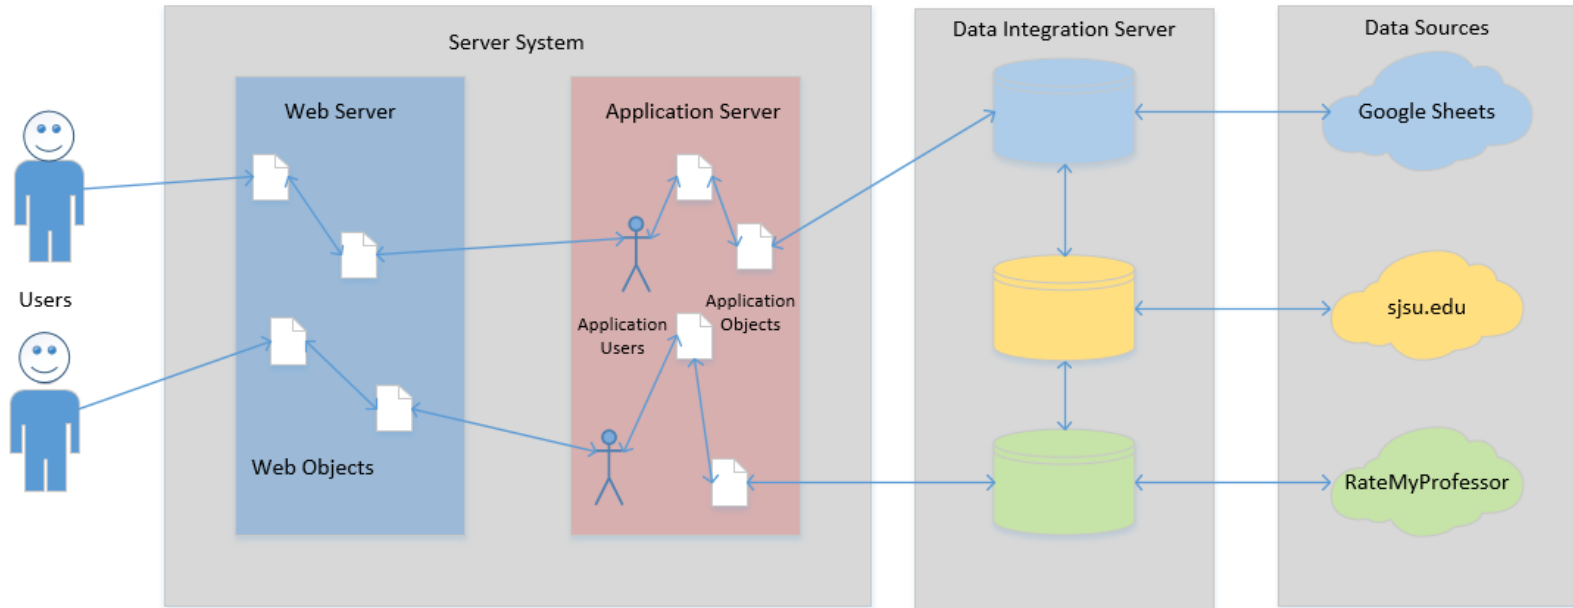 Server System
Data Integration Server
Data Sources
Web Server
Application Server
Google Sheets
Users
Application
Objects
Application
Users
sjsu.edu
Web Objects
RateMyProfessor